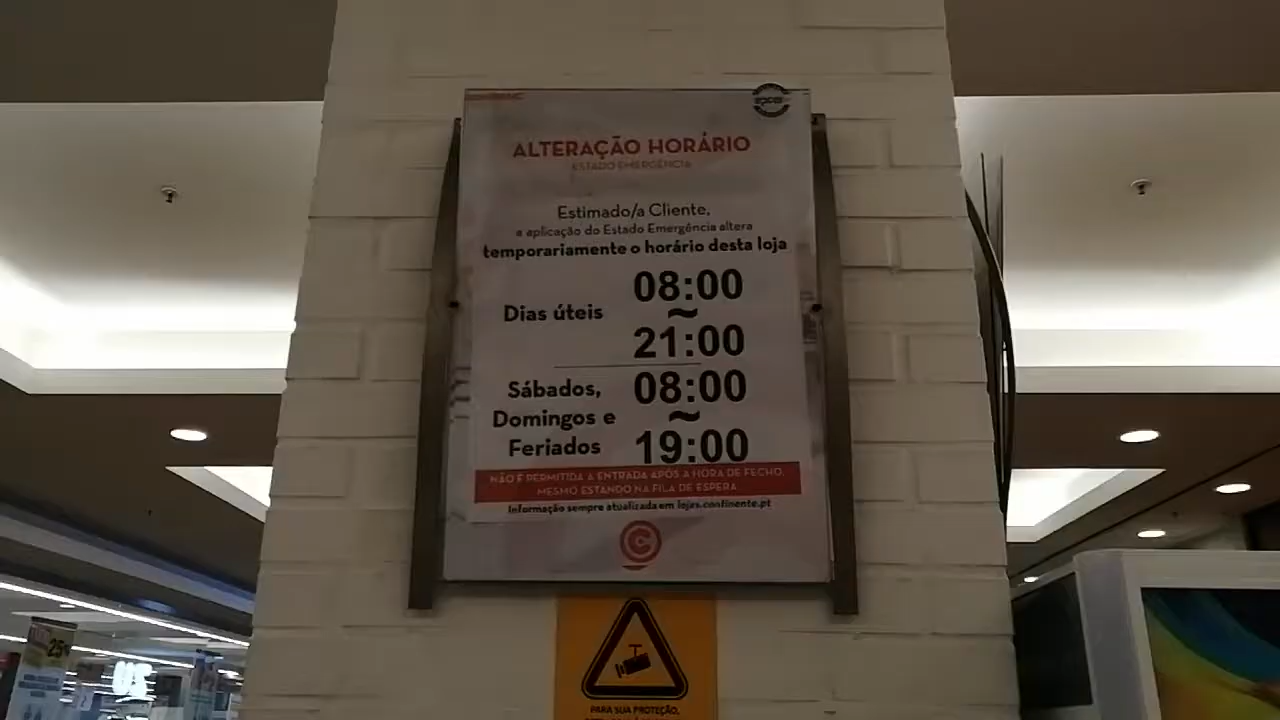 ALTERAÇÃO HORÁRIO
ESTADO EMERGÊNCIA
Estimado/a Cliente,
a aplicação do Estado Emergência altera
temporariamente o horário desta loja
Dias úteis
08:00
~
21:00
Sábados,
Domingos e
Feriados
08:00
~
19:00
NÃO É PERMITIDA A ENTRADA APÓS A HORA DE FECHO,
MESMO ESTANDO NA FILA DE ESPERA
Informação sempre atualizada em lojas.continente.pt
C
PARA SUA PROTEÇÃO,
25%